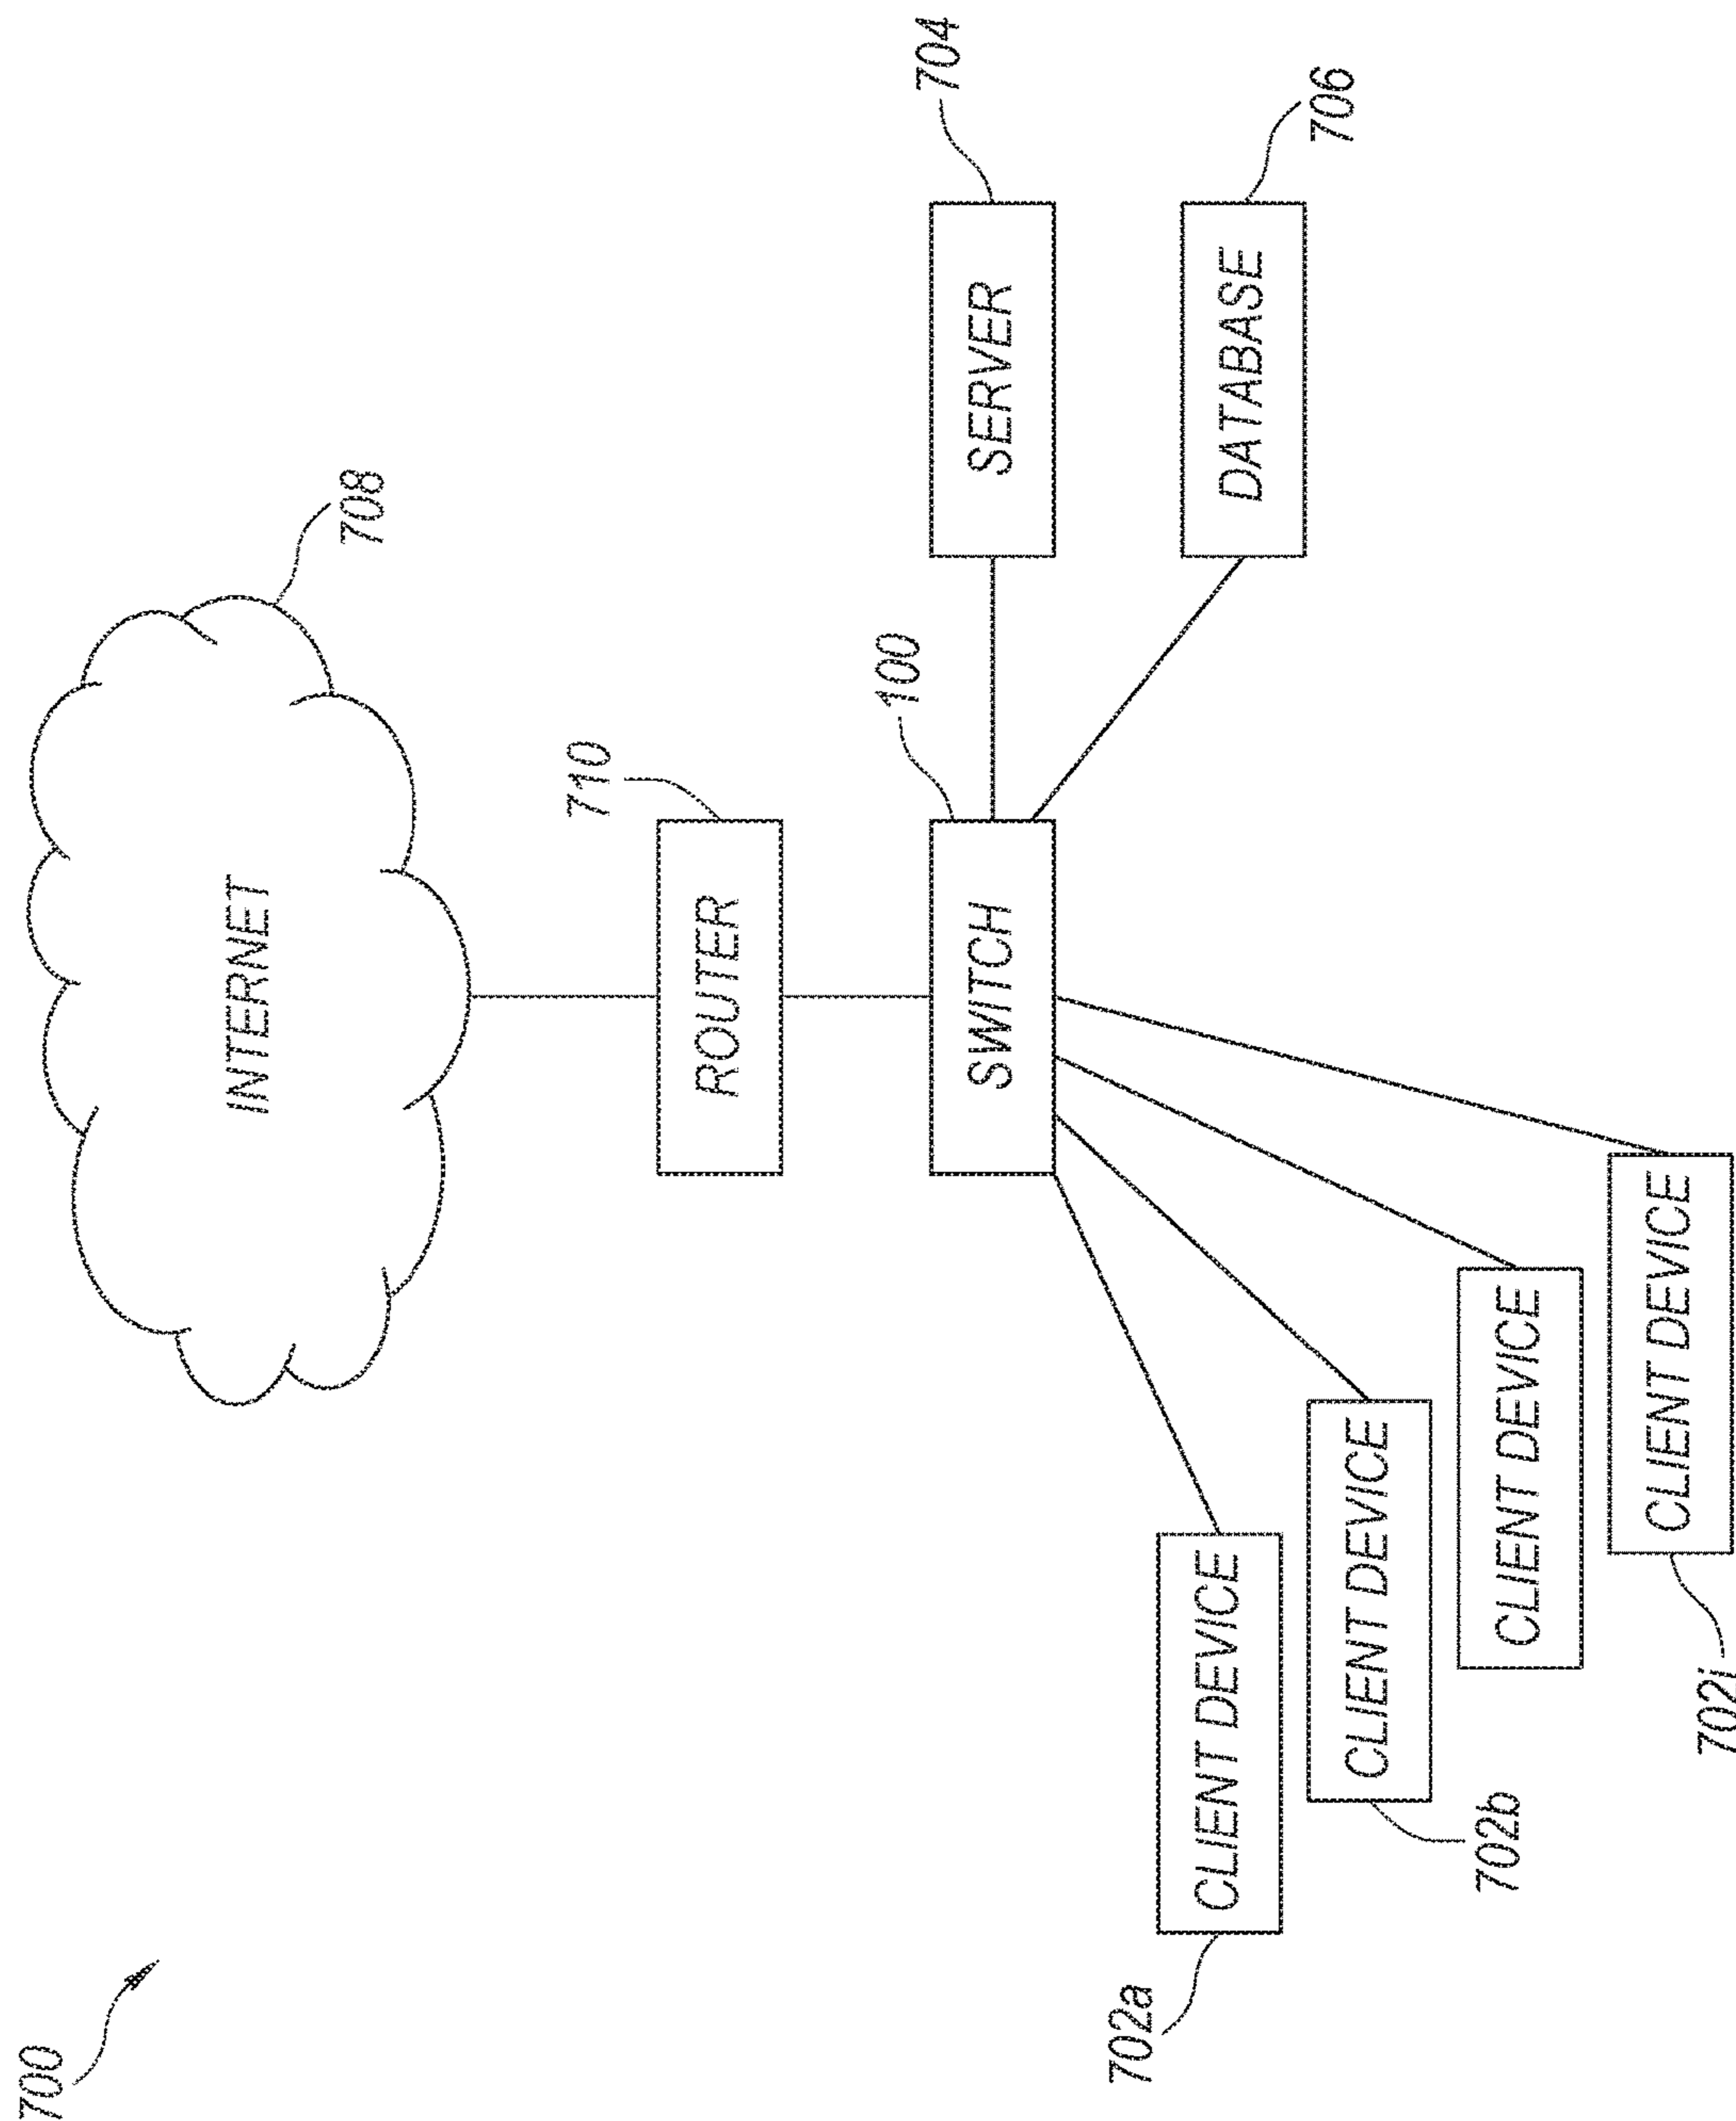 700
INTERNET
708
710
ROUTER
100
SWITCH
704
SERVER
706
DATABASE
702a
CLIENT DEVICE
702b
CLIENT DEVICE
CLIENT DEVICE
702i
CLIENT DEVICE